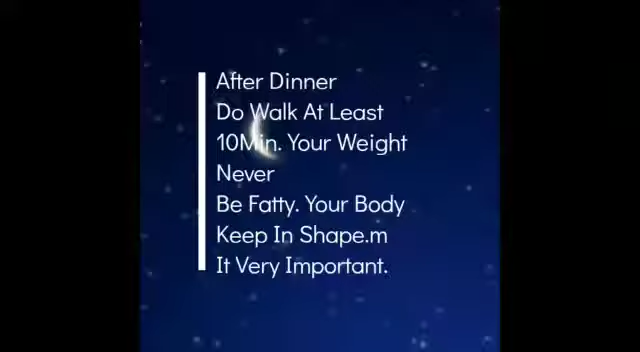 After Dinner
Do Walk At Least
10Min. Your Weight
Never
Be Fatty. Your Body
Keep In Shape.m
It Very Important.